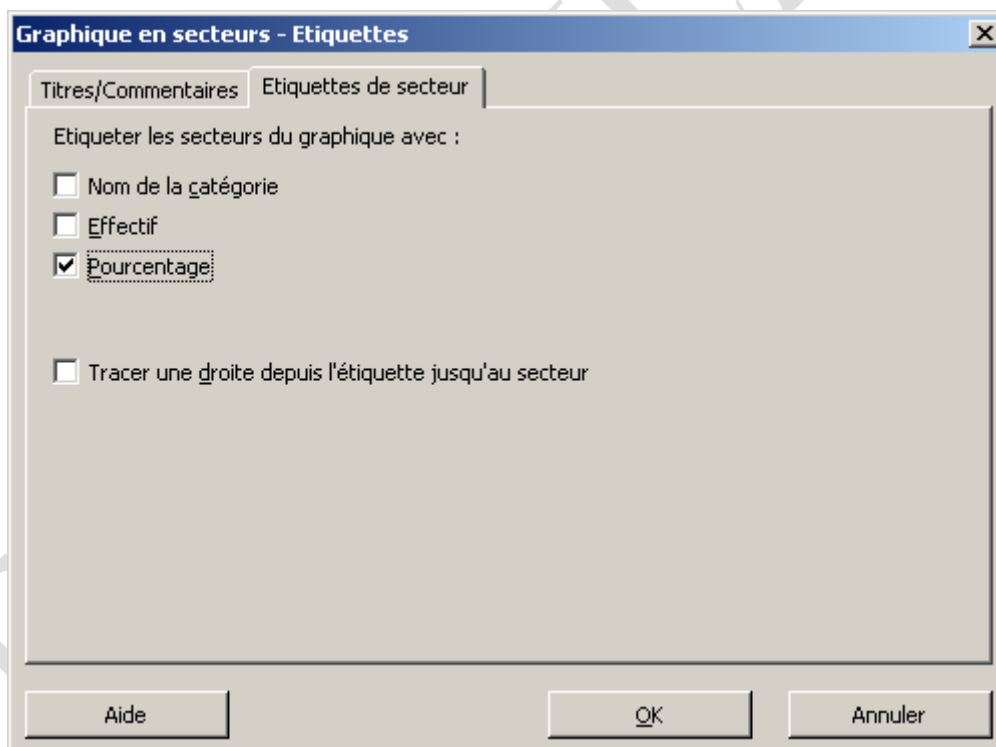 Graphique en secteurs - Etiquettes
Titres/Commentaires Etiquettes de secteur
Etiqueter les secteurs du graphique avec :
Nom de la catégorie
Effectif
Pourcentage
Tracer une droite depuis l'étiquette jusqu'au secteur
Aide OK Annuler